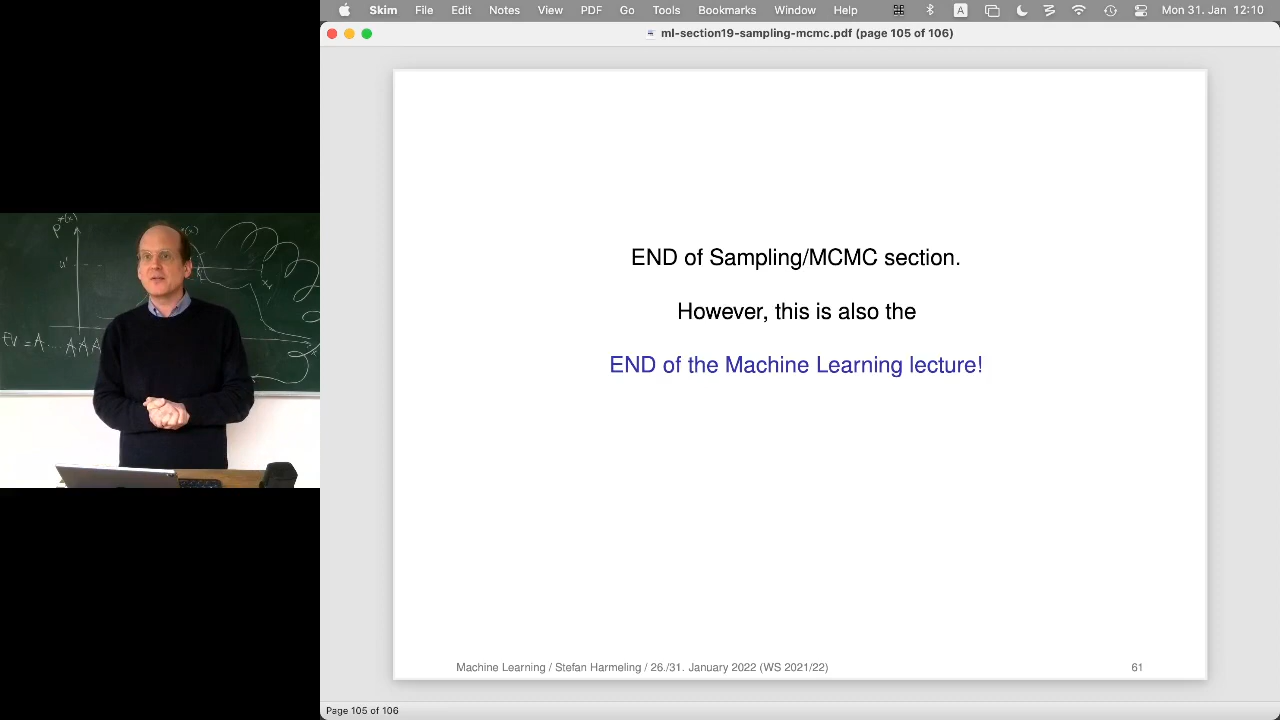 Skim File Edit Notes View PDF Go Tools Bookmarks Window Help A Mon 31. Jan 12:10
ml-section19-sampling-mcmc.pdf (page 105 of 106)
END of Sampling/MCMC section.
However, this is also the
END of the Machine Learning lecture!
Machine Learning / Stefan Harmeling / 26./31. January 2022 (WS 2021/22) 61
Page 105 of 106
P*(x)
u'
EV = A.... AAA